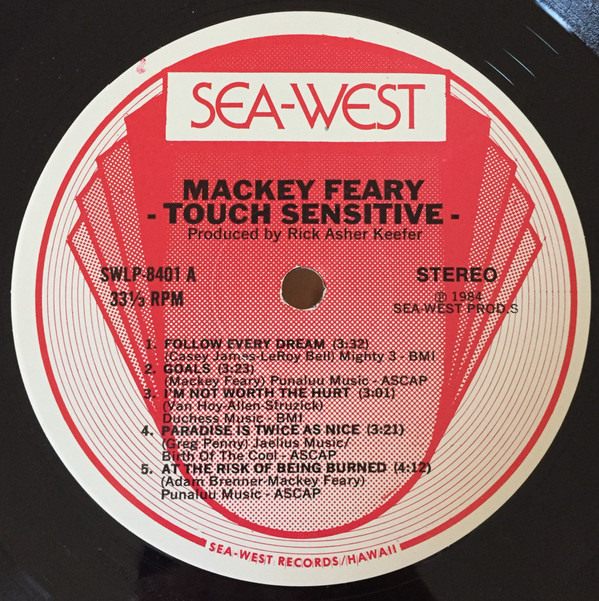 SEA-WEST
MACKEY FEARY
- TOUCH SENSITIVE -
Produced by Rick Asher Keefer
SWLP-8401 A
33⅓ RPM
STEREO
℗ 1984
SEA-WEST PROD.S
1. FOLLOW EVERY DREAM (3:32)
(Casey James-LeRoy Bell) Mighty 3 - BMI
2. GOALS (3:23)
(Mackey Feary) Punaluu Music - ASCAP
3. I'M NOT WORTH THE HURT (3:01)
(Van Hoy-Allen-Struzick)
Duchess Music - BMI
4. PARADISE IS TWICE AS NICE (3:21)
(Greg Penny) Jaelius Music/
Birth Of The Cool - ASCAP
5. AT THE RISK OF BEING BURNED (4:12)
(Adam Brenner-Mackey Feary)
Punaluu Music - ASCAP
SEA-WEST RECORDS/HAWAII